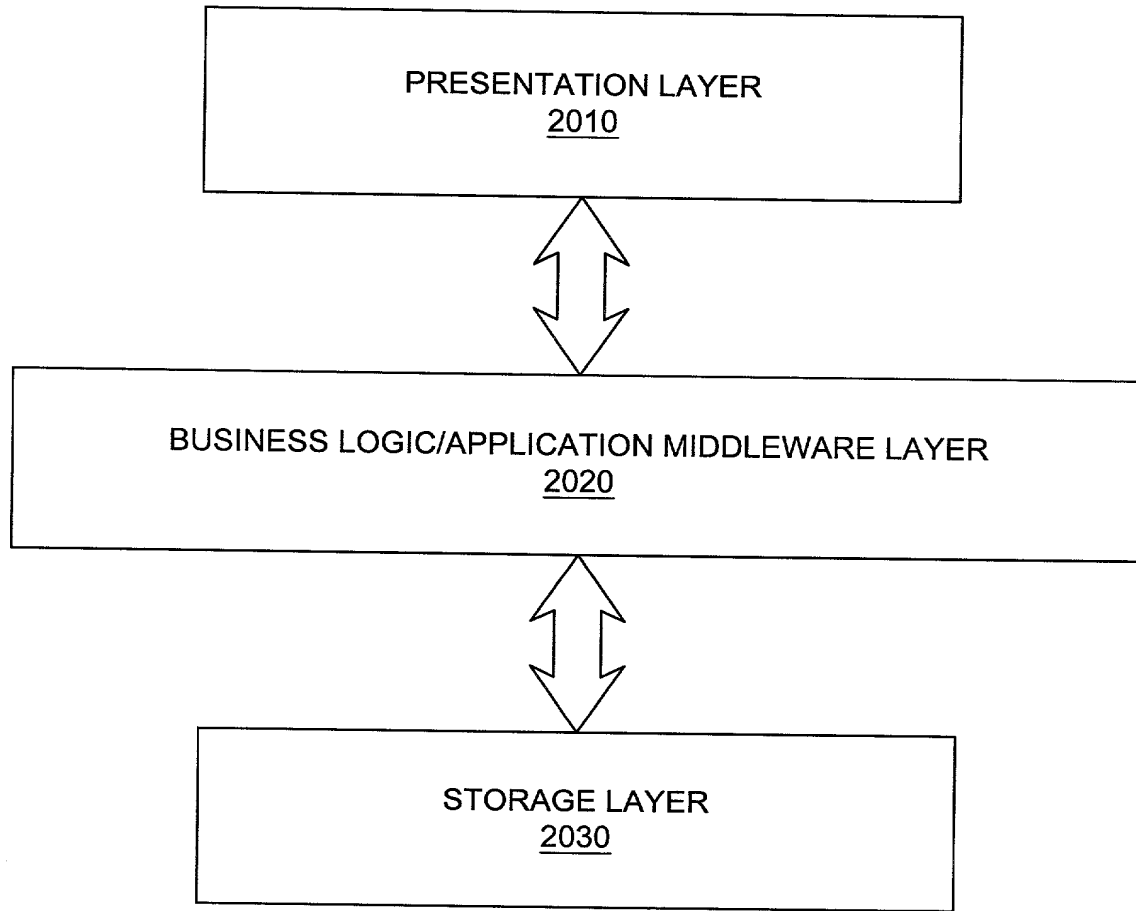 PRESENTATION LAYER
2010
BUSINESS LOGIC/APPLICATION MIDDLEWARE LAYER
2020
STORAGE LAYER
2030